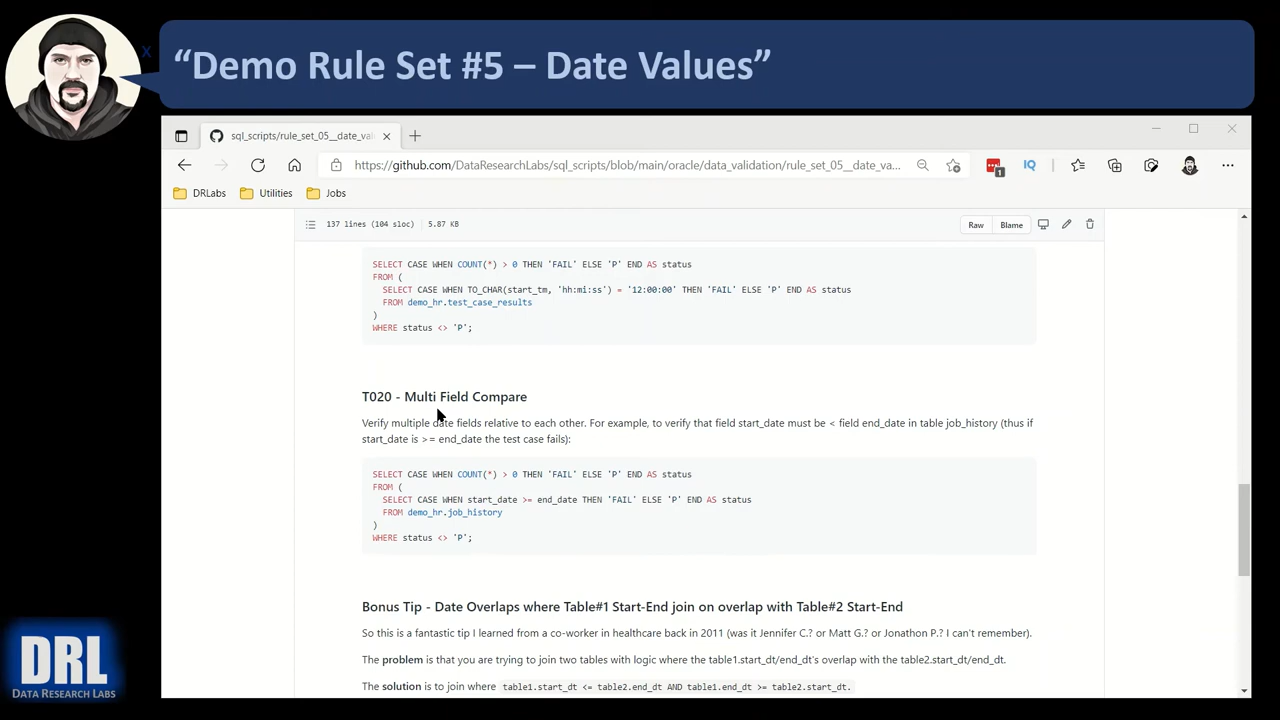 “Demo Rule Set #5 – Date Values”
x
sql_scripts/rule_set_05__date_va
https://github.com/DataResearchLabs/sql_scripts/blob/main/oracle/data_validation/rule_set_05__date_va...
1
IQ
DRLabs
Utilities
Jobs
137 lines (104 sloc) 5.87 KB
Raw
Blame
SELECT CASE WHEN COUNT(*) > 0 THEN 'FAIL' ELSE 'P' END AS status
FROM (
SELECT CASE WHEN TO_CHAR(start_tm, 'hh:mi:ss') = '12:00:00' THEN 'FAIL' ELSE 'P' END AS status
FROM demo_hr.test_case_results
)
WHERE status <> 'P';
T020 - Multi Field Compare
Verify multiple date fields relative to each other. For example, to verify that field start_date must be < field end_date in table job_history (thus if
start_date is >= end_date the test case fails):
SELECT CASE WHEN COUNT(*) > 0 THEN 'FAIL' ELSE 'P' END AS status
FROM (
SELECT CASE WHEN start_date >= end_date THEN 'FAIL' ELSE 'P' END AS status
FROM demo_hr.job_history
)
WHERE status <> 'P';
Bonus Tip - Date Overlaps where Table#1 Start-End join on overlap with Table#2 Start-End
So this is a fantastic tip I learned from a co-worker in healthcare back in 2011 (was it Jennifer C.? or Matt G.? or Jonathon P.? I can't remember).
The problem is that you are trying to join two tables with logic where the table1.start_dt/end_dt's overlap with the table2.start_dt/end_dt.
The solution is to join where table1.start_dt <= table2.end_dt AND table1.end_dt >= table2.start_dt.
DRL
DATA RESEARCH LABS